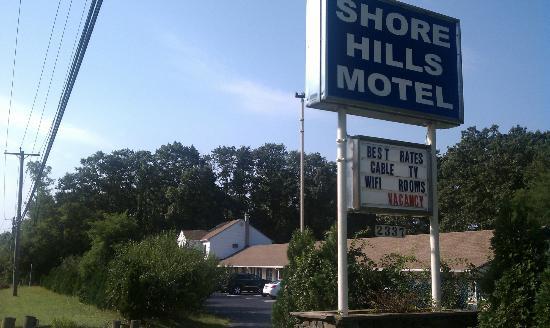 SHORE
HILLS
MOTEL
BEST RATES
CABLE TV
WIFI ROOMS
VACANCY
2337